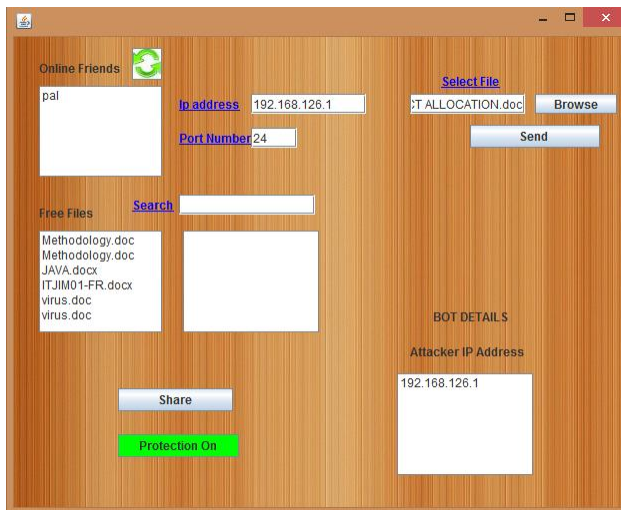 Online Friends
pal
Ip address 192.168.126.1
Port Number 24
Select File
CT ALLOCATION.doc Browse
Send
Search
Free Files
Methodology.doc
Methodology.doc
JAVA.docx
ITJIM01-FR.docx
virus.doc
virus.doc
BOT DETAILS
Attacker IP Address
192.168.126.1
Share
Protection On